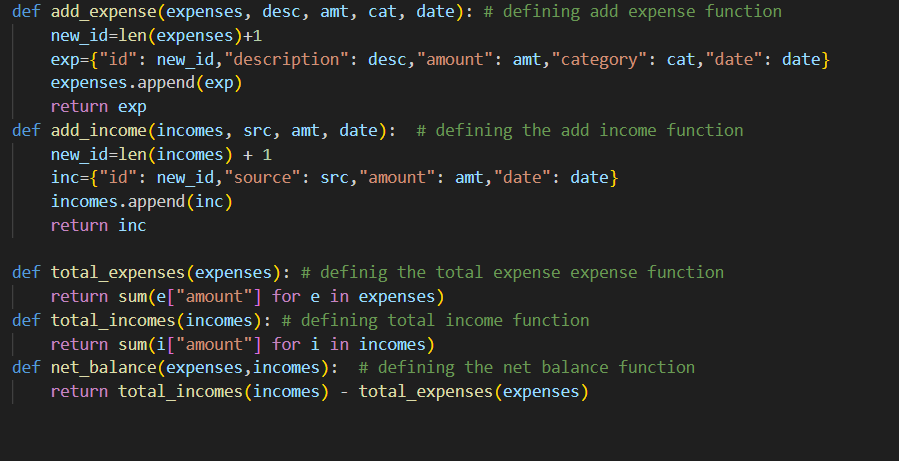 def add_expense(expenses, desc, amt, cat, date): # defining add expense function
    new_id=len(expenses)+1
    exp={"id": new_id,"description": desc,"amount": amt,"category": cat,"date": date}
    expenses.append(exp)
    return exp
def add_income(incomes, src, amt, date):  # defining the add income function
    new_id=len(incomes) + 1
    inc={"id": new_id,"source": src,"amount": amt,"date": date}
    incomes.append(inc)
    return inc

def total_expenses(expenses): # definig the total expense expense function
    return sum(e["amount"] for e in expenses)
def total_incomes(incomes): # defining total income function
    return sum(i["amount"] for i in incomes)
def net_balance(expenses,incomes):  # defining the net balance function
    return total_incomes(incomes) - total_expenses(expenses)